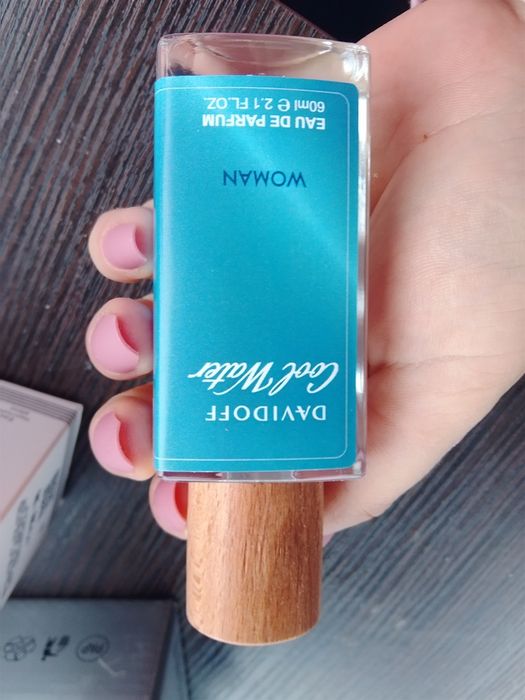 DAVIDOFF
Cool Water
WOMAN
EAU DE PARFUM
60ml ℮ 2.1 FL.OZ.